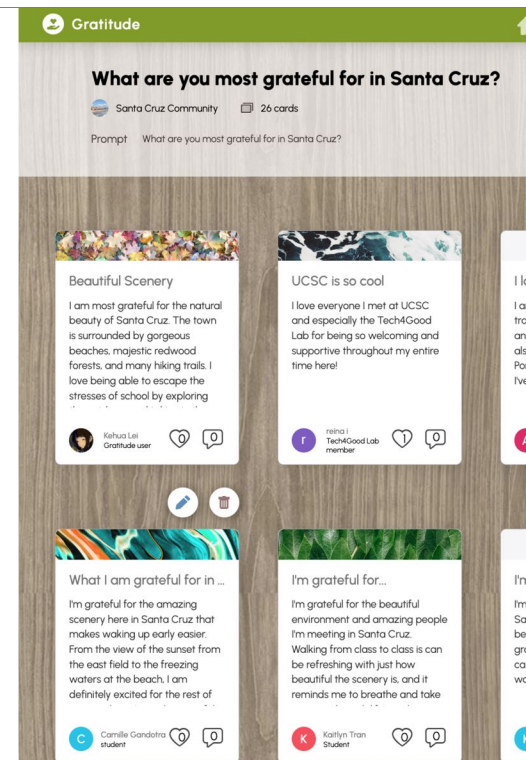 Gratitude
What are you most grateful for in Santa Cruz?
Santa Cruz Community 26 cards
Prompt What are you most grateful for in Santa Cruz?
Beautiful Scenery
I am most grateful for the natural
beauty of Santa Cruz. The town
is surrounded by gorgeous
beaches, majestic redwood
forests, and many hiking trails. I
love being able to escape the
stresses of school by exploring
Kehua Lei
Gratitude user
0 0
UCSC is so cool
I love everyone I met at UCSC
and especially the Tech4Good
Lab for being so welcoming and
supportive throughout my entire
time here!
r
reina i
Tech4Good Lab
member
1 0
What I am grateful for in ...
I'm grateful for the amazing
scenery here in Santa Cruz that
makes waking up early easier.
From the view of the sunset from
the east field to the freezing
waters at the beach, I am
definitely excited for the rest of
C
Camille Gandotra
student
0 0
I'm grateful for...
I'm grateful for the beautiful
environment and amazing people
I'm meeting in Santa Cruz.
Walking from class to class is can
be refreshing with just how
beautiful the scenery is, and it
reminds me to breathe and take
K
Kaitlyn Tran
Student
0 0